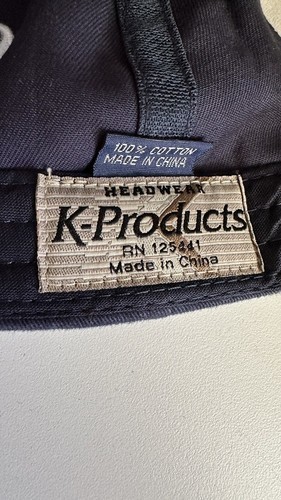 100% COTTON
MADE IN CHINA
HEADWEAR
K-Products
RN 125441
Made in China